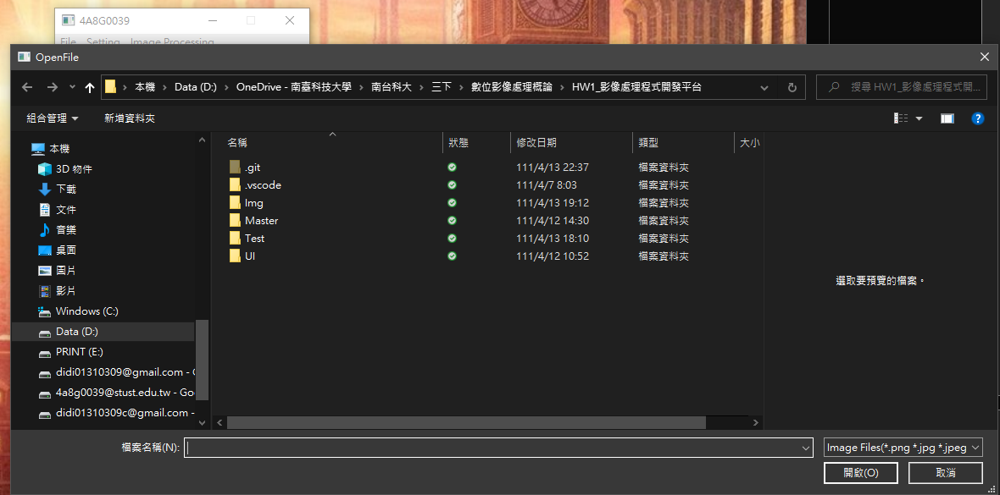 4A8G0039
File Setting Image Processing
OpenFile
本機 Data (D:) OneDrive - 南臺科技大學 南台科大 三下 數位影像處理概論 HW1_影像處理程式開發平台
搜尋 HW1_影像處理程式開...
組合管理 新增資料夾
本機
3D 物件
下載
文件
音樂
桌面
圖片
影片
Windows (C:)
Data (D:)
PRINT (E:)
didi01310309@gmail.com - G
4a8g0039@stust.edu.tw - Go
didi01310309c@gmail.com -
名稱 狀態 修改日期 類型 大小
.git 111/4/13 22:37 檔案資料夾
.vscode 111/4/7 8:03 檔案資料夾
Img 111/4/13 19:12 檔案資料夾
Master 111/4/12 14:30 檔案資料夾
Test 111/4/13 18:10 檔案資料夾
UI 111/4/12 10:52 檔案資料夾
選取要預覽的檔案。
檔案名稱(N):
Image Files(*.png *.jpg *.jpeg
開啟(O) 取消